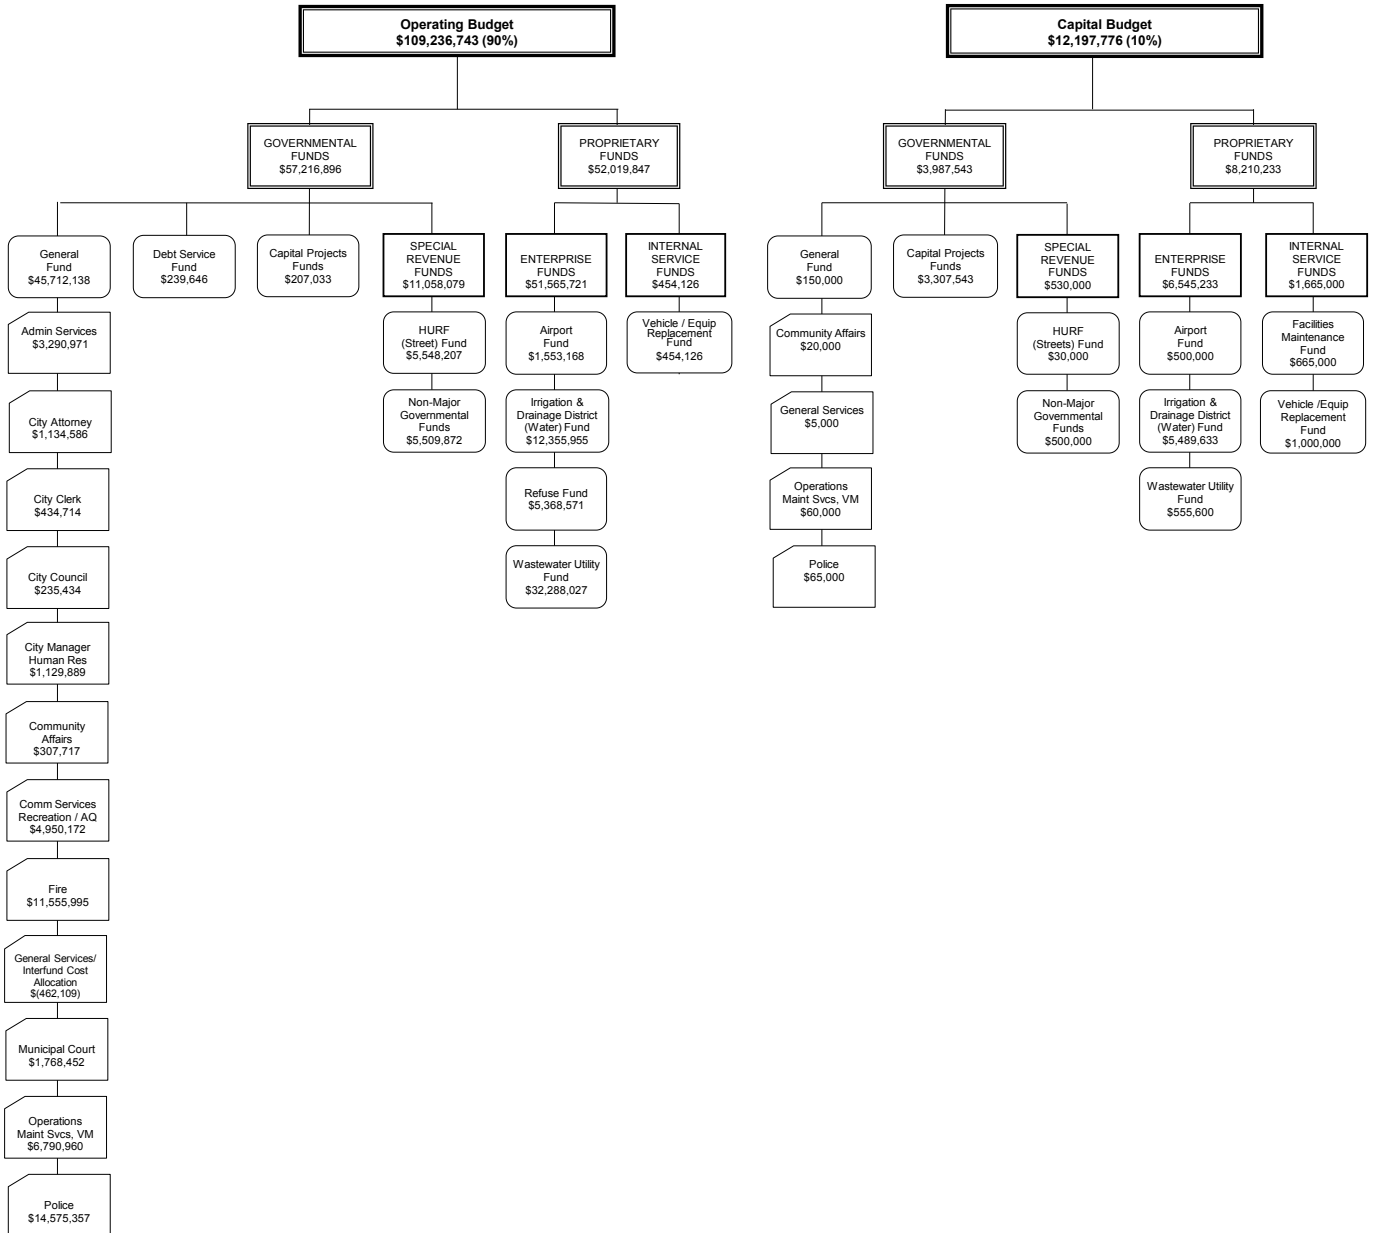 Operating Budget
$109,236,743 (90%)
GOVERNMENTAL
FUNDS
$57,216,896
PROPRIETARY
FUNDS
$52,019,847
General
Fund
$45,712,138
Debt Service
Fund
$239,646
Capital Projects
Funds
$207,033
SPECIAL
REVENUE
FUNDS
$11,058,079
ENTERPRISE
FUNDS
$51,565,721
INTERNAL
SERVICE
FUNDS
$454,126
Admin Services
$3,290,971
City Attorney
$1,134,586
City Clerk
$434,714
City Council
$235,434
City Manager
Human Res
$1,129,889
Community
Affairs
$307,717
Comm Services
Recreation / AQ
$4,950,172
Fire
$11,555,995
General Services/
Interfund Cost
Allocation
$(462,109)
Municipal Court
$1,768,452
Operations
Maint Svcs, VM
$6,790,960
Police
$14,575,357
HURF
(Street) Fund
$5,548,207
Non-Major
Governmental
Funds
$5,509,872
Airport
Fund
$1,553,168
Irrigation &
Drainage District
(Water) Fund
$12,355,955
Refuse Fund
$5,368,571
Wastewater Utility
Fund
$32,288,027
Vehicle / Equip
Replacement
Fund
$454,126
Capital Budget
$12,197,776 (10%)
GOVERNMENTAL
FUNDS
$3,987,543
PROPRIETARY
FUNDS
$8,210,233
General
Fund
$150,000
Capital Projects
Funds
$3,307,543
SPECIAL
REVENUE
FUNDS
$530,000
ENTERPRISE
FUNDS
$6,545,233
INTERNAL
SERVICE
FUNDS
$1,665,000
Community Affairs
$20,000
General Services
$5,000
Operations
Maint Svcs, VM
$60,000
Police
$65,000
HURF
(Streets) Fund
$30,000
Non-Major
Governmental
Funds
$500,000
Airport
Fund
$500,000
Irrigation &
Drainage District
(Water) Fund
$5,489,633
Wastewater Utility
Fund
$555,600
Facilities
Maintenance
Fund
$665,000
Vehicle /Equip
Replacement
Fund
$1,000,000